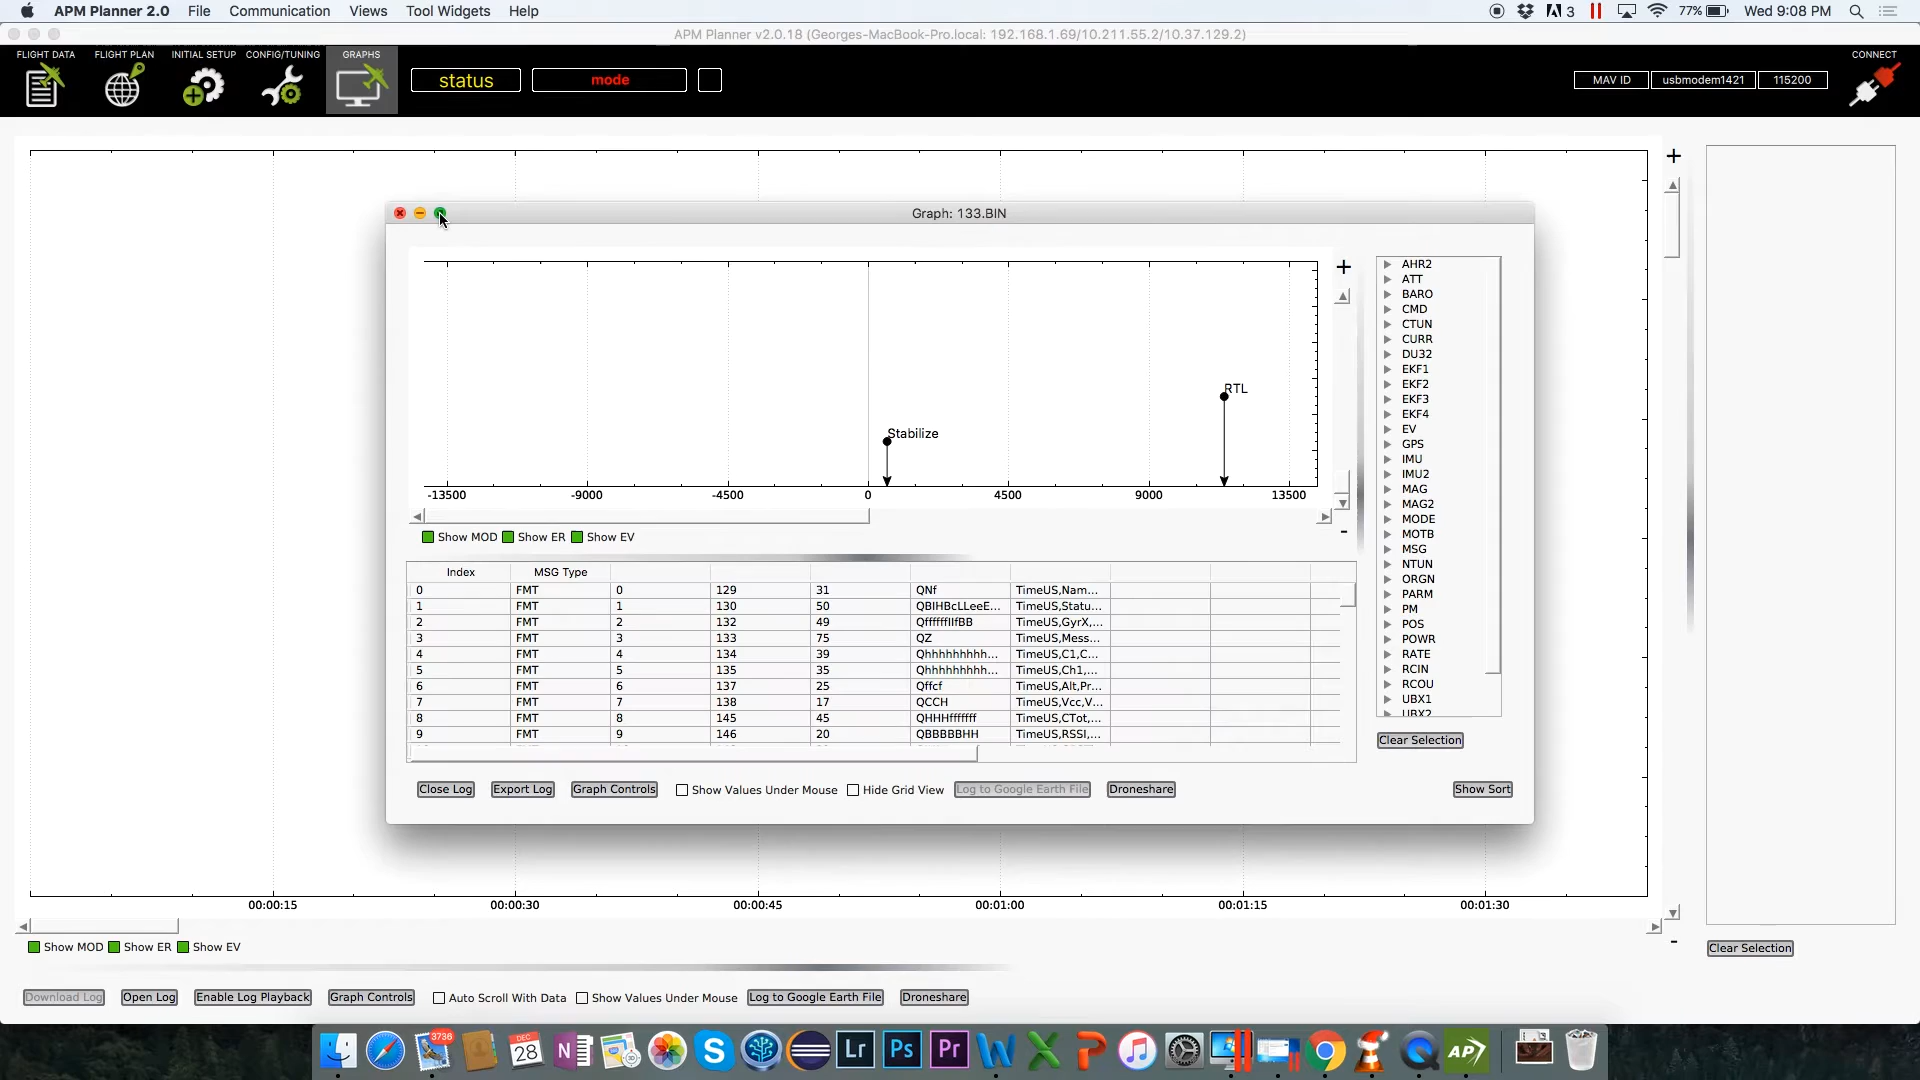 APM Planner 2.0 File Communication Views Tool Widgets Help 3 77% Wed 9:08 PM
APM Planner v2.0.18 (Georges-MacBook-Pro.local: 192.168.1.69/10.211.55.2/10.37.129.2)
FLIGHT DATA FLIGHT PLAN INITIAL SETUP CONFIG/TUNING GRAPHS CONNECT
status mode MAV ID usbmodem1421 115200
Graph: 133.BIN
RTL
Stabilize
-13500 -9000 -4500 0 4500 9000 13500
Show MOD Show ER Show EV
AHR2
ATT
BARO
CMD
CTUN
CURR
DU32
EKF1
EKF2
EKF3
EKF4
EV
GPS
IMU
IMU2
MAG
MAG2
MODE
MOTB
MSG
NTUN
ORGN
PARM
PM
POS
POWR
RATE
RCIN
RCOU
UBX1
UBX2
Clear Selection
Index MSG Type
0 FMT 0 129 31 QNf TimeUS,Nam...
1 FMT 1 130 50 QBIHBcLLeeE... TimeUS,Statu...
2 FMT 2 132 49 QffffffIIfBB TimeUS,GyrX,...
3 FMT 3 133 75 QZ TimeUS,Mess...
4 FMT 4 134 39 Qhhhhhhhhh... TimeUS,C1,C...
5 FMT 5 135 35 Qhhhhhhhhh... TimeUS,Ch1,...
6 FMT 6 137 25 Qffcf TimeUS,Alt,Pr...
7 FMT 7 138 17 QCCH TimeUS,Vcc,V...
8 FMT 8 145 45 QHHHfffffff TimeUS,CTot,...
9 FMT 9 146 20 QBBBBBHH TimeUS,RSSI,...
Close Log Export Log Graph Controls Show Values Under Mouse Hide Grid View Log to Google Earth File Droneshare Show Sort
00:00:15 00:00:30 00:00:45 00:01:00 00:01:15 00:01:30
Show MOD Show ER Show EV Clear Selection
Download Log Open Log Enable Log Playback Graph Controls Auto Scroll With Data Show Values Under Mouse Log to Google Earth File Droneshare
3736 DEC 28 N S Lr Ps Pr W X P AP